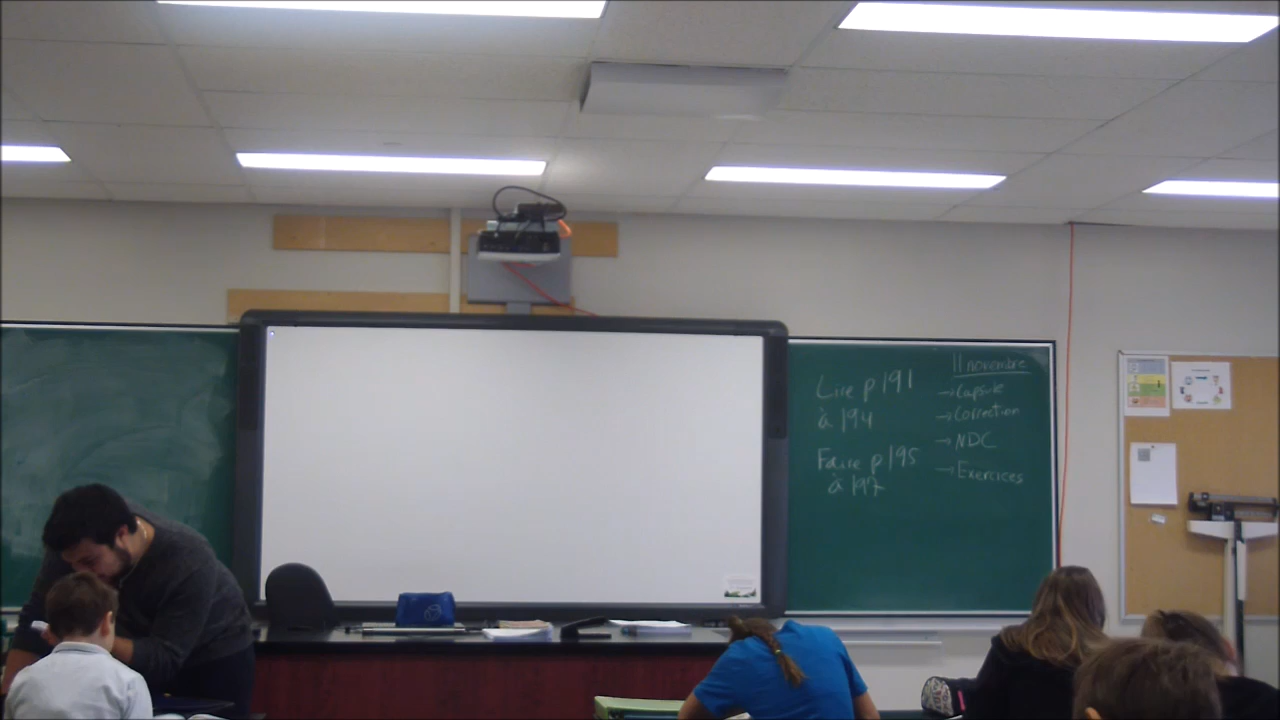 Lire p 191
à 194
Faire p 195
à 197
11 novembre
→ Capsule
→ Correction
→ NDC
→ Exercices